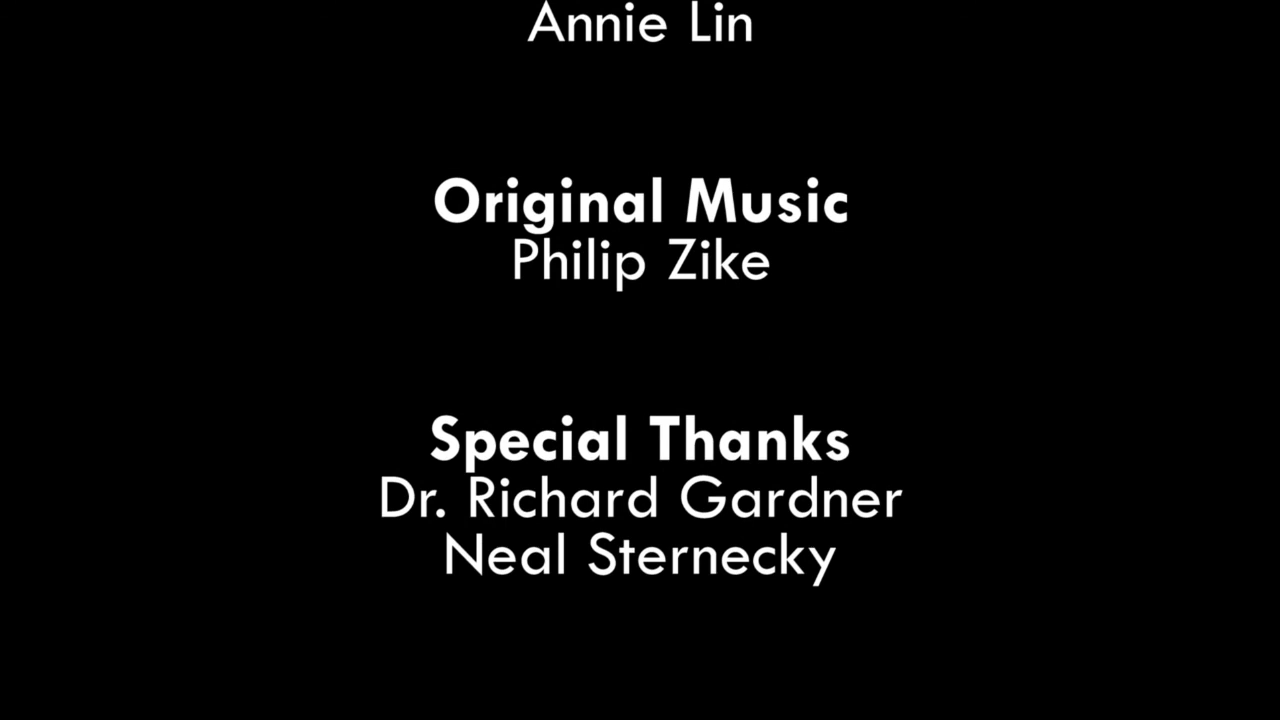 Annie Lin
Original Music
Philip Zike
Special Thanks
Dr. Richard Gardner
Neal Sternecky